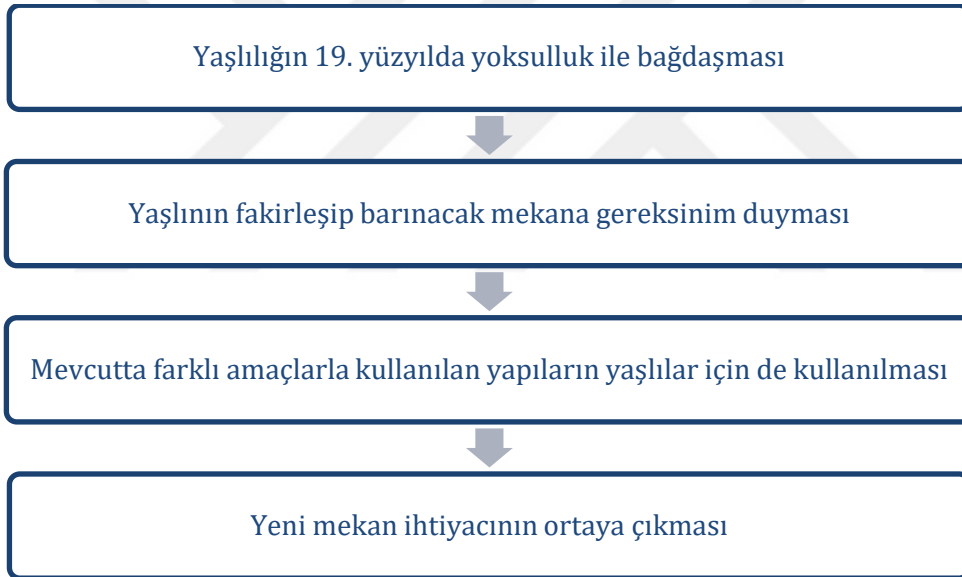 Yaşlılığın 19. yüzyılda yoksulluk ile bağdaşması
Yaşlının fakirleşip barınacak mekana gereksinim duyması
Mevcutta farklı amaçlarla kullanılan yapıların yaşlılar için de kullanılması
Yeni mekan ihtiyacının ortaya çıkması